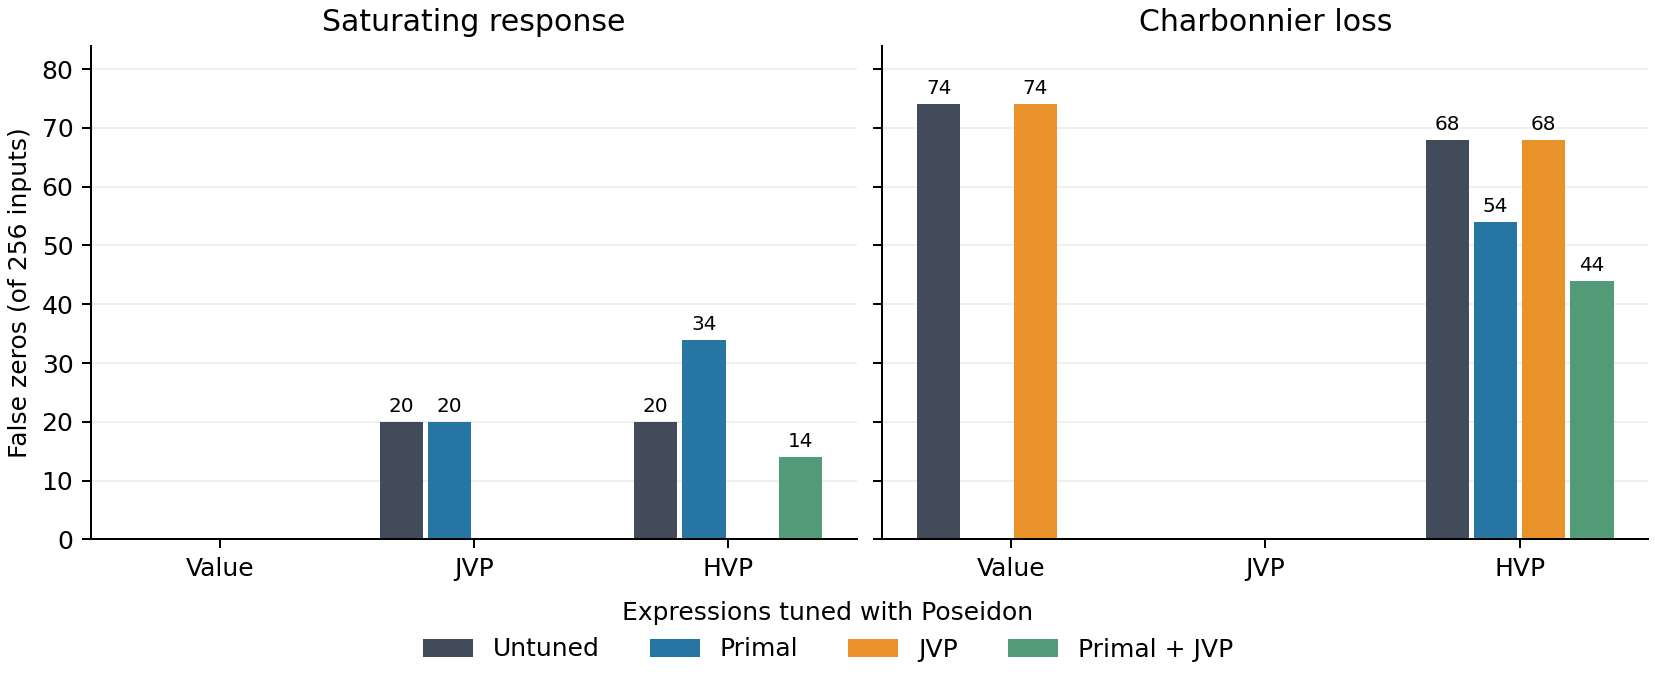 Saturating response
Charbonnier loss
False zeros (of 256 inputs)
80
70
60
50
40
30
20
10
0
20
20
20
34
14
74
74
68
54
68
44
Value
JVP
HVP
Value
JVP
HVP
Expressions tuned with Poseidon
Untuned
Primal
JVP
Primal + JVP